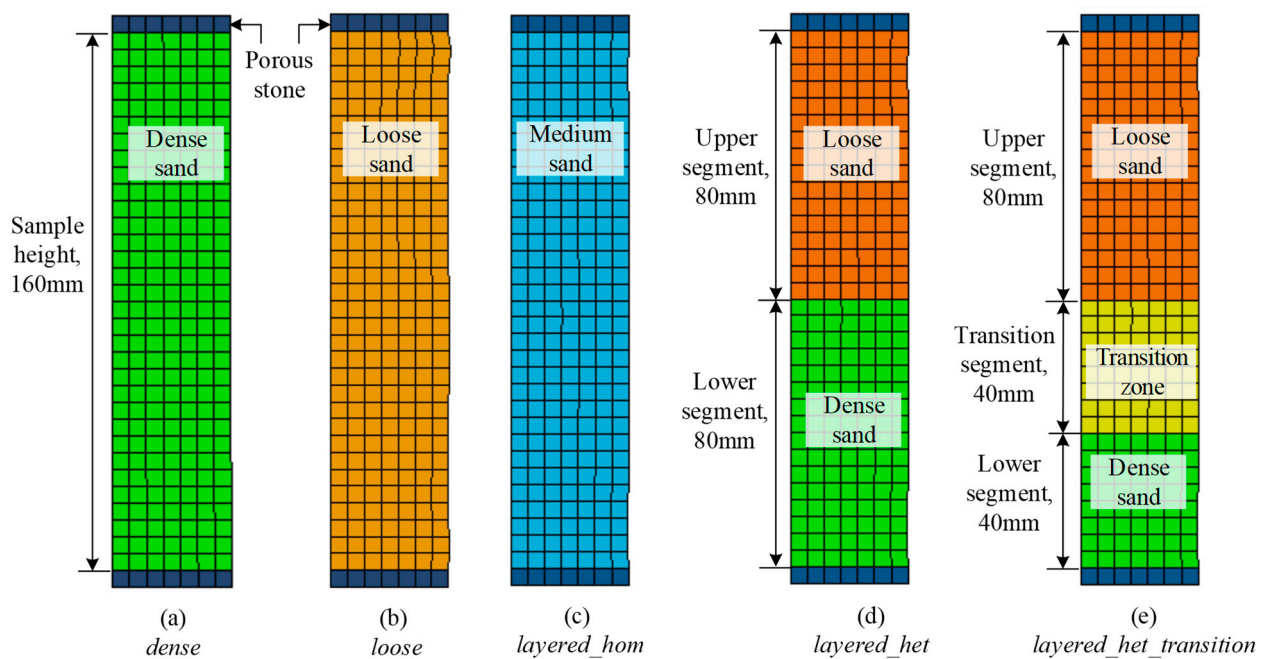 Porous
stone
Dense
sand
Sample
height,
160mm
Loose
sand
Medium
sand
Upper
segment,
80mm
Loose
sand
Lower
segment,
80mm
Dense
sand
Upper
segment,
80mm
Loose
sand
Transition
segment,
40mm
Transition
zone
Lower
segment,
40mm
Dense
sand
(a)
dense
(b)
loose
(c)
layered_hom
(d)
layered_het
(e)
layered_het_transition